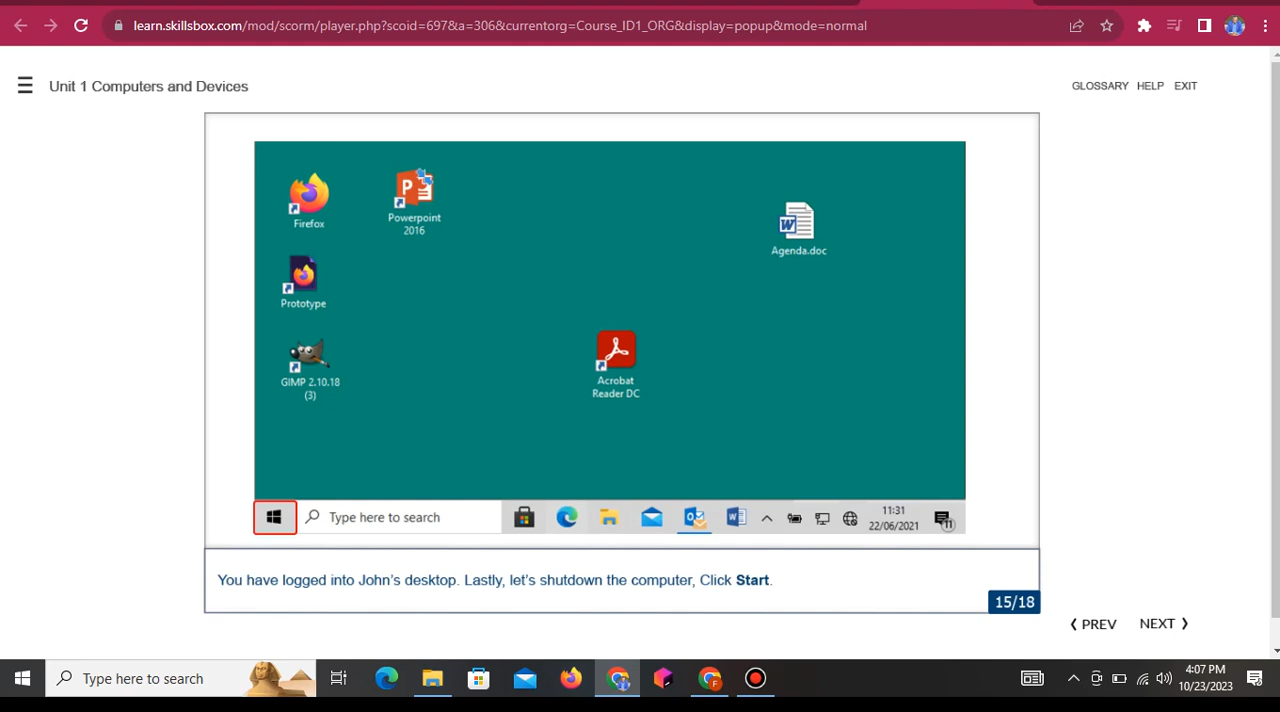 learn.skillsbox.com/mod/scorm/player.php?scoid=697&a=306&currentorg=Course_ID1_ORG&display=popup&mode=normal
Unit 1 Computers and Devices
GLOSSARY HELP EXIT
Firefox
Powerpoint
2016
Agenda.doc
Prototype
GIMP 2.10.18
(3)
Acrobat
Reader DC
Type here to search
11:31
22/06/2021
11
You have logged into John's desktop. Lastly, let's shutdown the computer, Click Start.
15/18
❮ PREV NEXT ❯
Type here to search
4:07 PM
10/23/2023